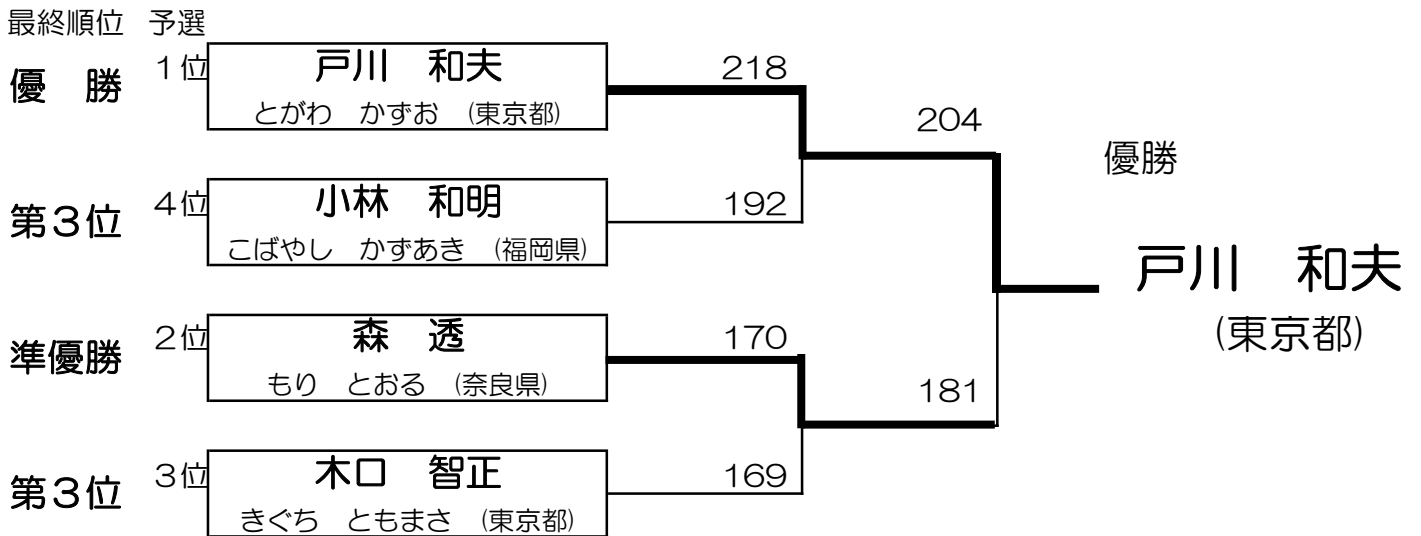 最終順位 予選
優 勝 1位 戸川 和夫 218
とがわ かずお (東京都)
204
優勝
第3位 4位 小林 和明 192
こばやし かずあき (福岡県)
戸川 和夫
(東京都)
準優勝 2位 森 透 170
もり とおる (奈良県)
181
第3位 3位 木口 智正 169
きぐち ともまさ (東京都)